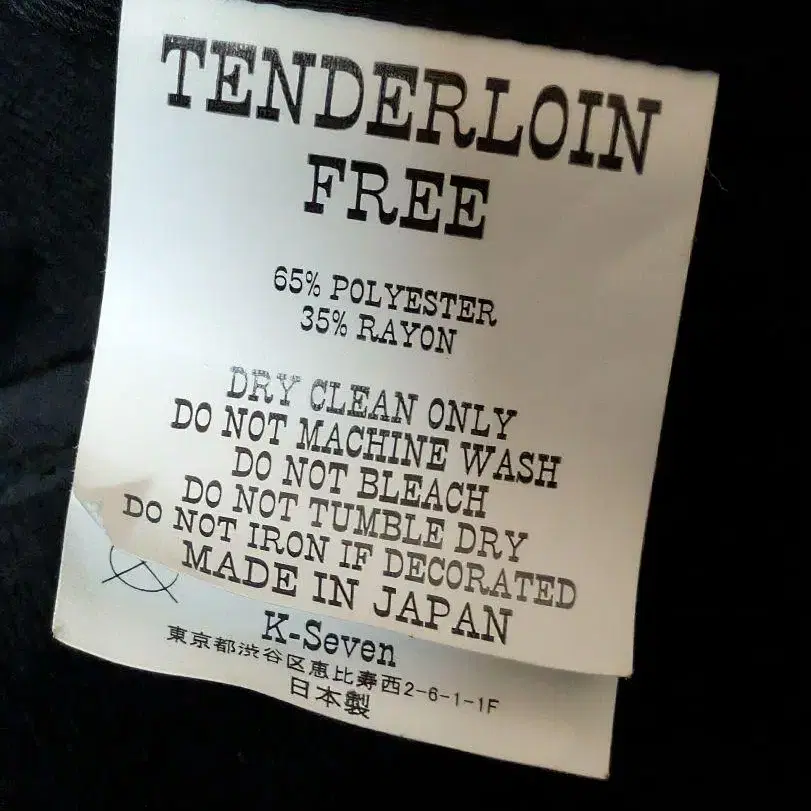 TENDERLOIN
FREE
65% POLYESTER
35% RAYON
DRY CLEAN ONLY
DO NOT MACHINE WASH
DO NOT BLEACH
DO NOT TUMBLE DRY
DO NOT IRON IF DECORATED
MADE IN JAPAN
K-Seven
東京都渋谷区恵比寿西2-6-1-1F
日本製